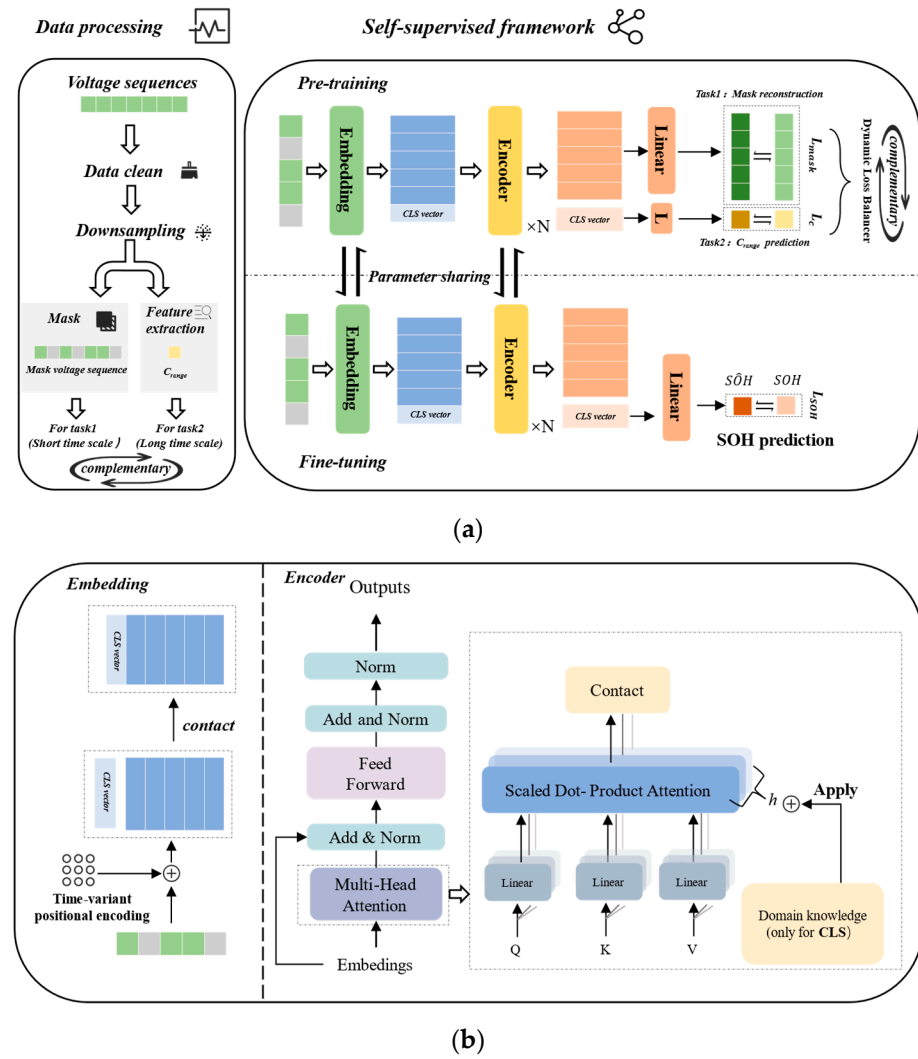 Data processing
Self-supervised framework
Voltage sequences
Data clean
Downsampling
Mask
Mask voltage sequence
Feature
extraction
C_range
For task1
(Short time scale)
For task2
(Long time scale)
complementary
Pre-training
Embedding
CLS vector
Encoder
×N
CLS vector
Linear
L
Task1: Mask reconstruction
L_mask
L_c
Task2: C_range prediction
Dynamic Loss Balancer
complementary
Parameter sharing
Embedding
CLS vector
Encoder
×N
CLS vector
Linear
SÔH
SOH
L_SOH
SOH prediction
Fine-tuning
(a)
Embedding
CLS vector
contact
CLS vector
Time-variant
positional encoding
Encoder
Outputs
Norm
Add and Norm
Feed
Forward
Add & Norm
Multi-Head
Attention
Embedings
Contact
Scaled Dot- Product Attention
h
Apply
Linear
Linear
Linear
Q
K
V
Domain knowledge
(only for CLS)
(b)